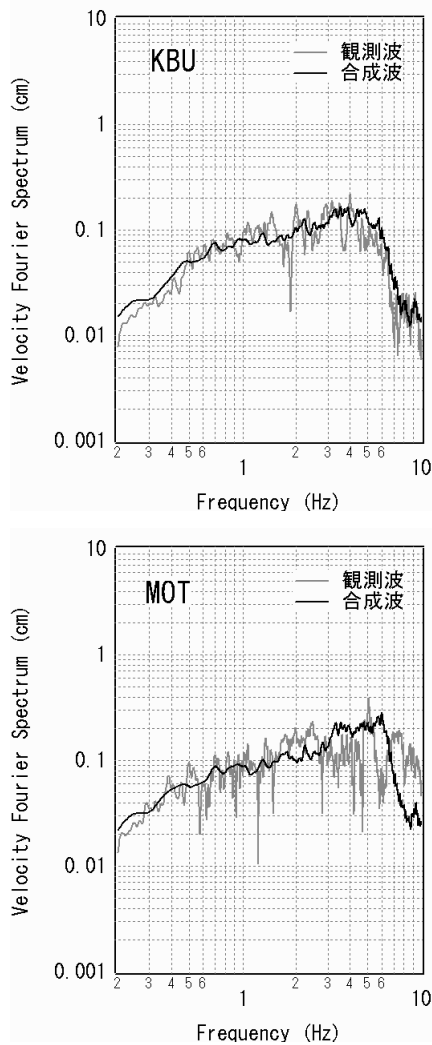 10
KBU
観測波
合成波
1
0.1
0.01
0.001
Velocity Fourier Spectrum (cm)
2 3 4 5 6 1 2 3 4 5 6 10
Frequency (Hz)
10
MOT
観測波
合成波
1
0.1
0.01
0.001
Velocity Fourier Spectrum (cm)
2 3 4 5 6 1 2 3 4 5 6 10
Frequency (Hz)